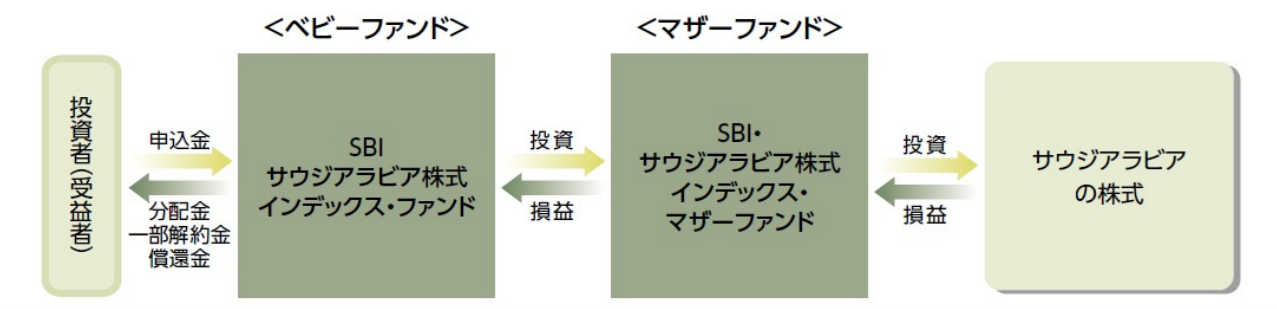 <ベビーファンド>
<マザーファンド>
投資者(受益者)
申込金
分配金
一部解約金
償還金
SBI
サウジアラビア株式
インデックス・ファンド
投資
損益
SBI・
サウジアラビア株式
インデックス・
マザーファンド
投資
損益
サウジアラビア
の株式